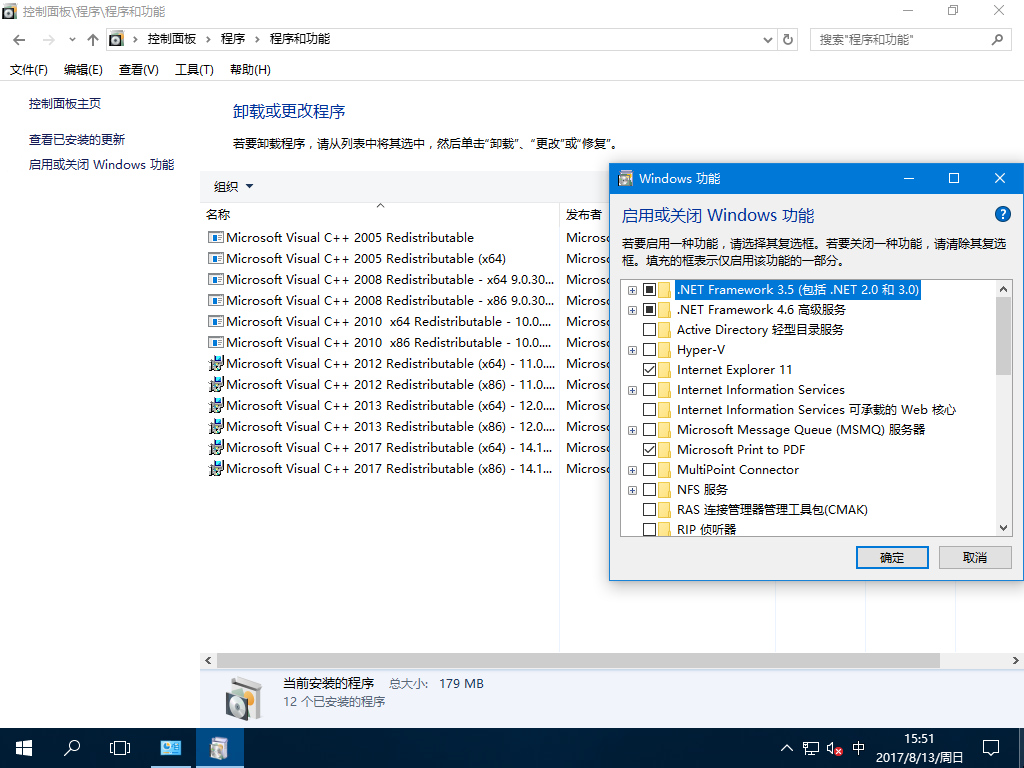 控制面板\程序\程序和功能
控制面板 › 程序 › 程序和功能
搜索"程序和功能"
文件(F) 编辑(E) 查看(V) 工具(T) 帮助(H)
控制面板主页
查看已安装的更新
启用或关闭 Windows 功能
卸载或更改程序
若要卸载程序，请从列表中将其选中，然后单击“卸载”、“更改”或“修复”。
组织
名称 发布者
Microsoft Visual C++ 2005 Redistributable Micros
Microsoft Visual C++ 2005 Redistributable (x64) Micros
Microsoft Visual C++ 2008 Redistributable - x64 9.0.30... Micros
Microsoft Visual C++ 2008 Redistributable - x86 9.0.30... Micros
Microsoft Visual C++ 2010  x64 Redistributable - 10.0.... Micros
Microsoft Visual C++ 2010  x86 Redistributable - 10.0.... Micros
Microsoft Visual C++ 2012 Redistributable (x64) - 11.0.... Micros
Microsoft Visual C++ 2012 Redistributable (x86) - 11.0.... Micros
Microsoft Visual C++ 2013 Redistributable (x64) - 12.0.... Micros
Microsoft Visual C++ 2013 Redistributable (x86) - 12.0.... Micros
Microsoft Visual C++ 2017 Redistributable (x64) - 14.1... Micros
Microsoft Visual C++ 2017 Redistributable (x86) - 14.1... Micros
Windows 功能
启用或关闭 Windows 功能
若要启用一种功能，请选择其复选框。若要关闭一种功能，请清除其复选
框。填充的框表示仅启用该功能的一部分。
.NET Framework 3.5 (包括 .NET 2.0 和 3.0)
.NET Framework 4.6 高级服务
Active Directory 轻型目录服务
Hyper-V
Internet Explorer 11
Internet Information Services
Internet Information Services 可承载的 Web 核心
Microsoft Message Queue (MSMQ) 服务器
Microsoft Print to PDF
MultiPoint Connector
NFS 服务
RAS 连接管理器管理工具包(CMAK)
RIP 侦听器
确定 取消
当前安装的程序 总大小: 179 MB
12 个已安装的程序
中
15:51
2017/8/13/周日